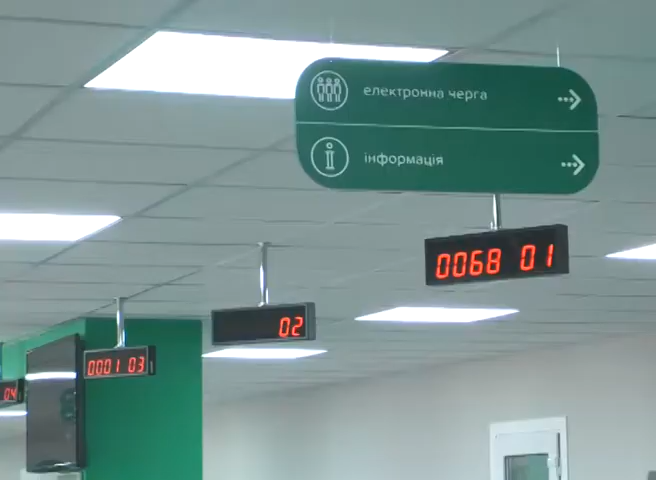 електронна черга
інформація
0068 01
02
0001 03
04